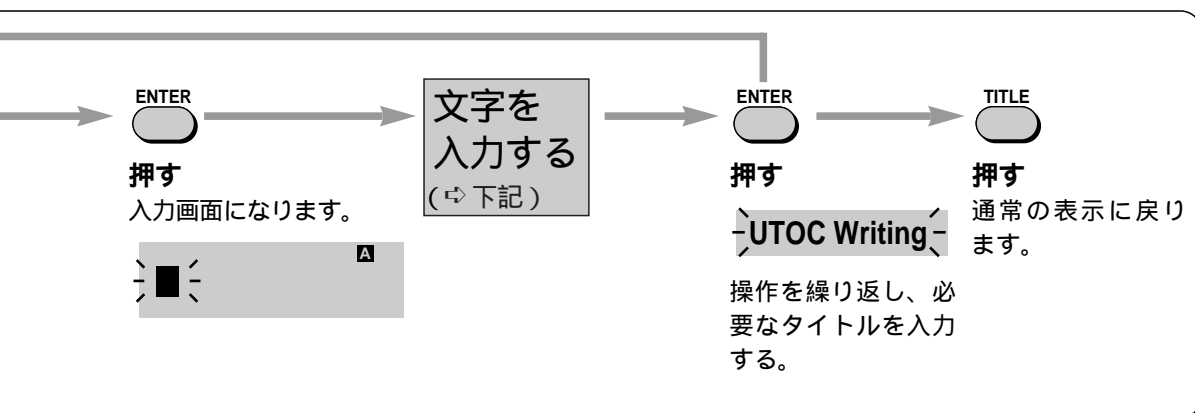 ENTER
押す
入力画面になります。
A
文字を
入力する
(➪下記)
ENTER
押す
UTOC Writing
操作を繰り返し、必
要なタイトルを入力
する。
TITLE
押す
通常の表示に戻り
ます。